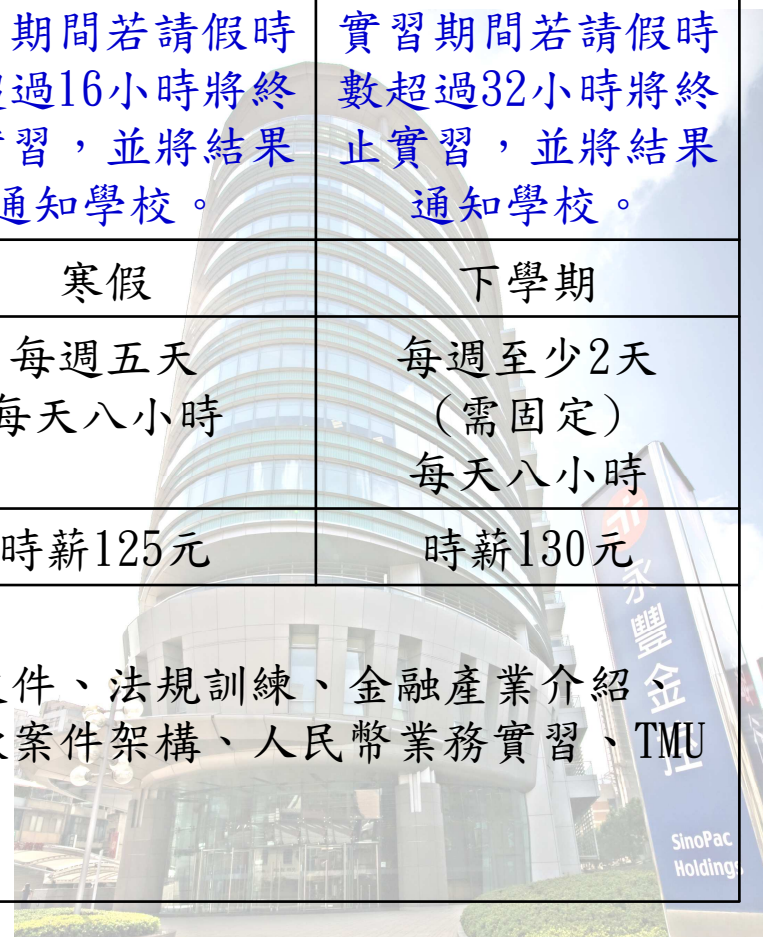 期間若請假時
過16小時將終
習，並將結果
通知學校。
實習期間若請假時
數超過32小時將終
止實習，並將結果
通知學校。
寒假
下學期
每週五天
每天八小時
每週至少2天
(需固定)
每天八小時
時薪125元
時薪130元
件、法規訓練、金融產業介紹、
案件架構、人民幣業務實習、TMU
永豐金控
SinoPac
Holdings